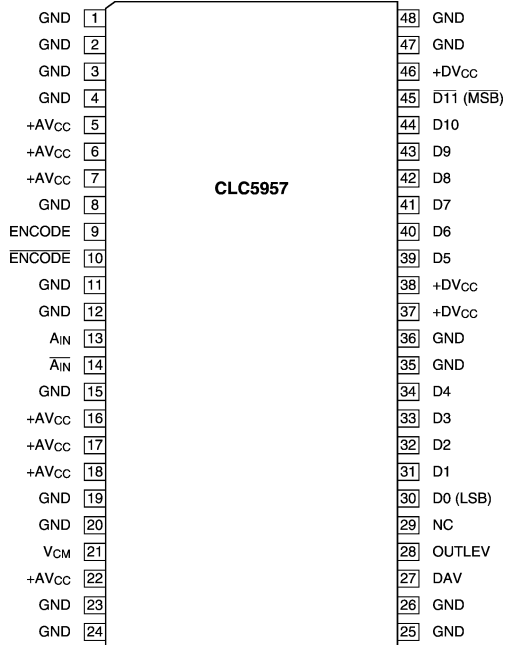 GND 1 48 GND
GND 2 47 GND
GND 3 46 +DVCC
GND 4 45 D̅1̅1̅ (M̅S̅B̅)
+AVCC 5 44 D10
+AVCC 6 43 D9
+AVCC 7 42 D8
CLC5957
GND 8 41 D7
ENCODE 9 40 D6
E̅N̅C̅O̅D̅E̅ 10 39 D5
GND 11 38 +DVCC
GND 12 37 +DVCC
AIN 13 36 GND
A̅I̅N̅ 14 35 GND
GND 15 34 D4
+AVCC 16 33 D3
+AVCC 17 32 D2
+AVCC 18 31 D1
GND 19 30 D0 (LSB)
GND 20 29 NC
VCM 21 28 OUTLEV
+AVCC 22 27 DAV
GND 23 26 GND
GND 24 25 GND